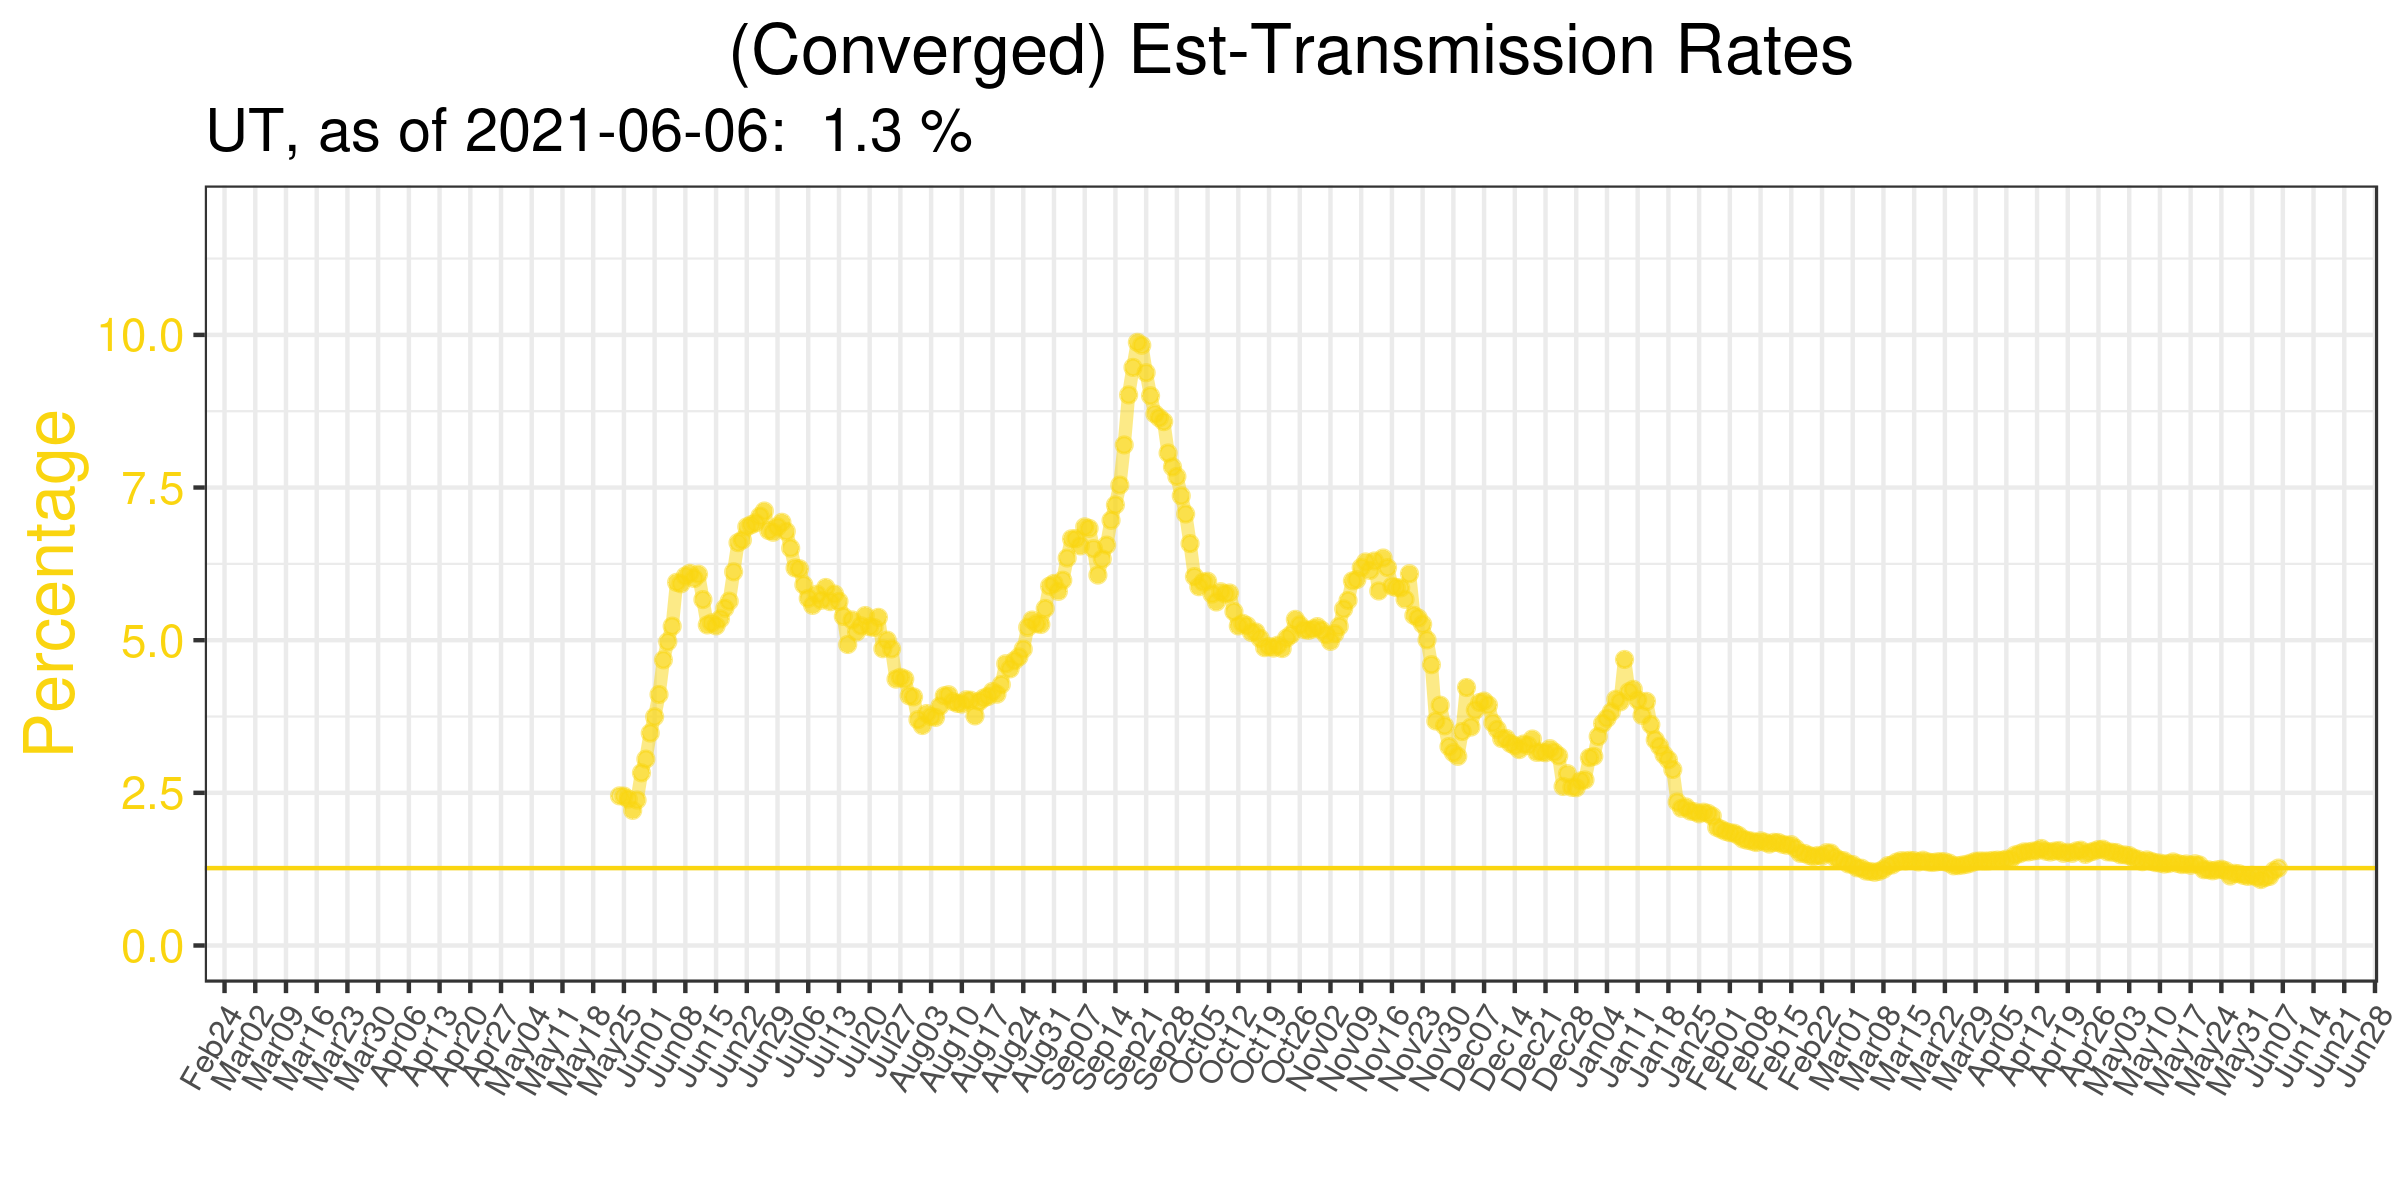 (Converged) Est-Transmission Rates
UT, as of 2021-06-06:  1.3 %
Percentage
10.0
7.5
5.0
2.5
0.0
Feb24
Mar02
Mar09
Mar16
Mar23
Mar30
Apr06
Apr13
Apr20
Apr27
May04
May11
May18
May25
Jun01
Jun08
Jun15
Jun22
Jun29
Jul06
Jul13
Jul20
Jul27
Aug03
Aug10
Aug17
Aug24
Aug31
Sep07
Sep14
Sep21
Sep28
Oct05
Oct12
Oct19
Oct26
Nov02
Nov09
Nov16
Nov23
Nov30
Dec07
Dec14
Dec21
Dec28
Jan04
Jan11
Jan18
Jan25
Feb01
Feb08
Feb15
Feb22
Mar01
Mar08
Mar15
Mar22
Mar29
Apr05
Apr12
Apr19
Apr26
May03
May10
May17
May24
May31
Jun07
Jun14
Jun21
Jun28